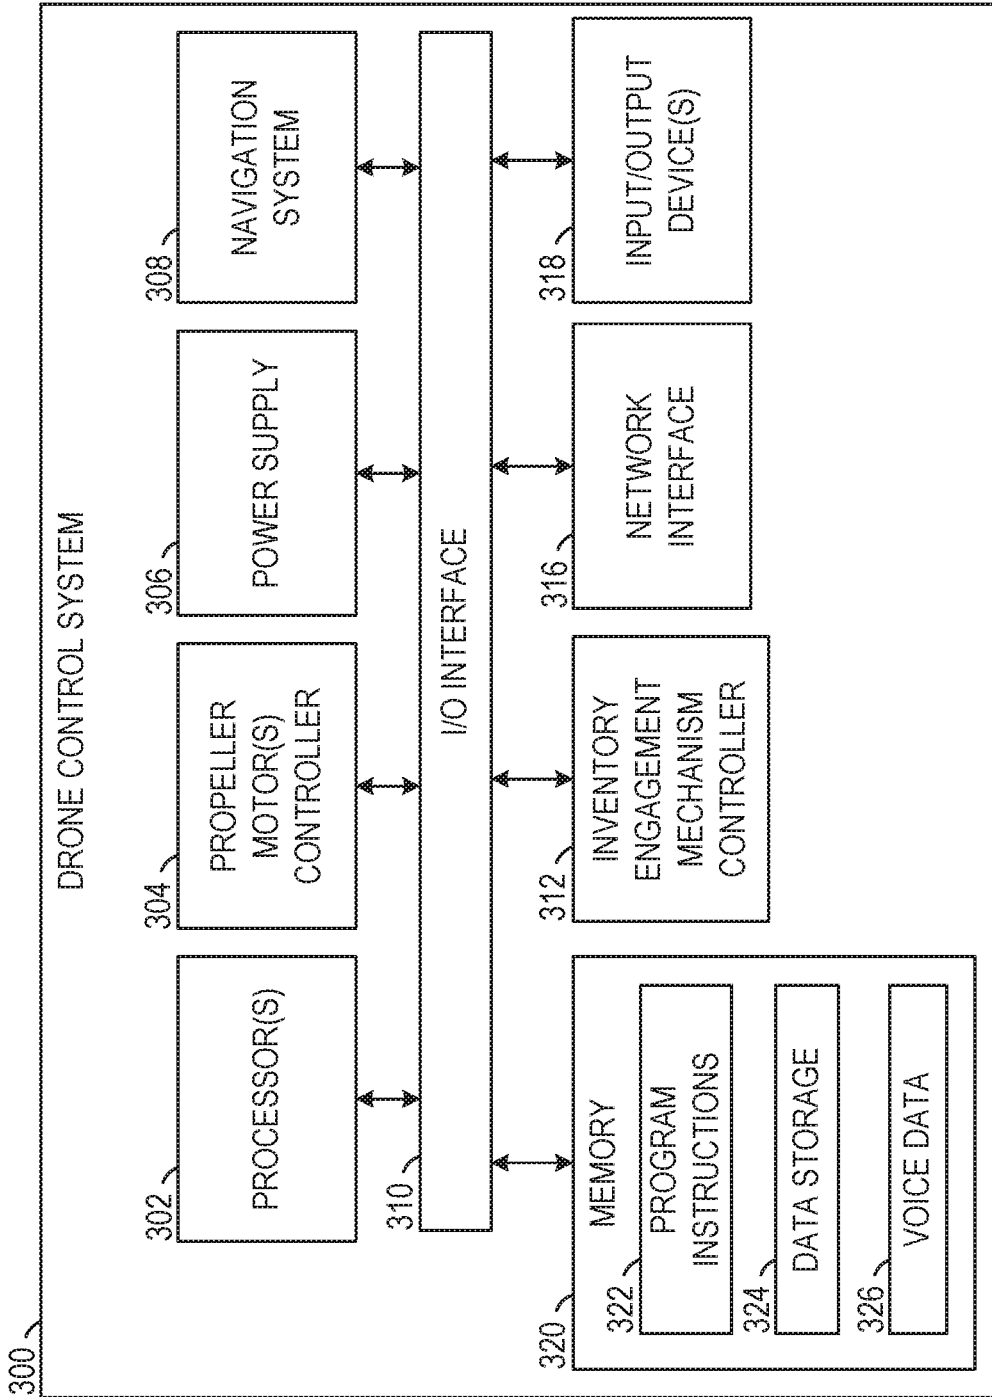 300
DRONE CONTROL SYSTEM
302
PROCESSOR(S)
304
PROPELLER
MOTOR(S)
CONTROLLER
306
POWER SUPPLY
308
NAVIGATION
SYSTEM
310
I/O INTERFACE
320
MEMORY
322
PROGRAM
INSTRUCTIONS
324
DATA STORAGE
326
VOICE DATA
312
INVENTORY
ENGAGEMENT
MECHANISM
CONTROLLER
316
NETWORK
INTERFACE
318
INPUT/OUTPUT
DEVICE(S)